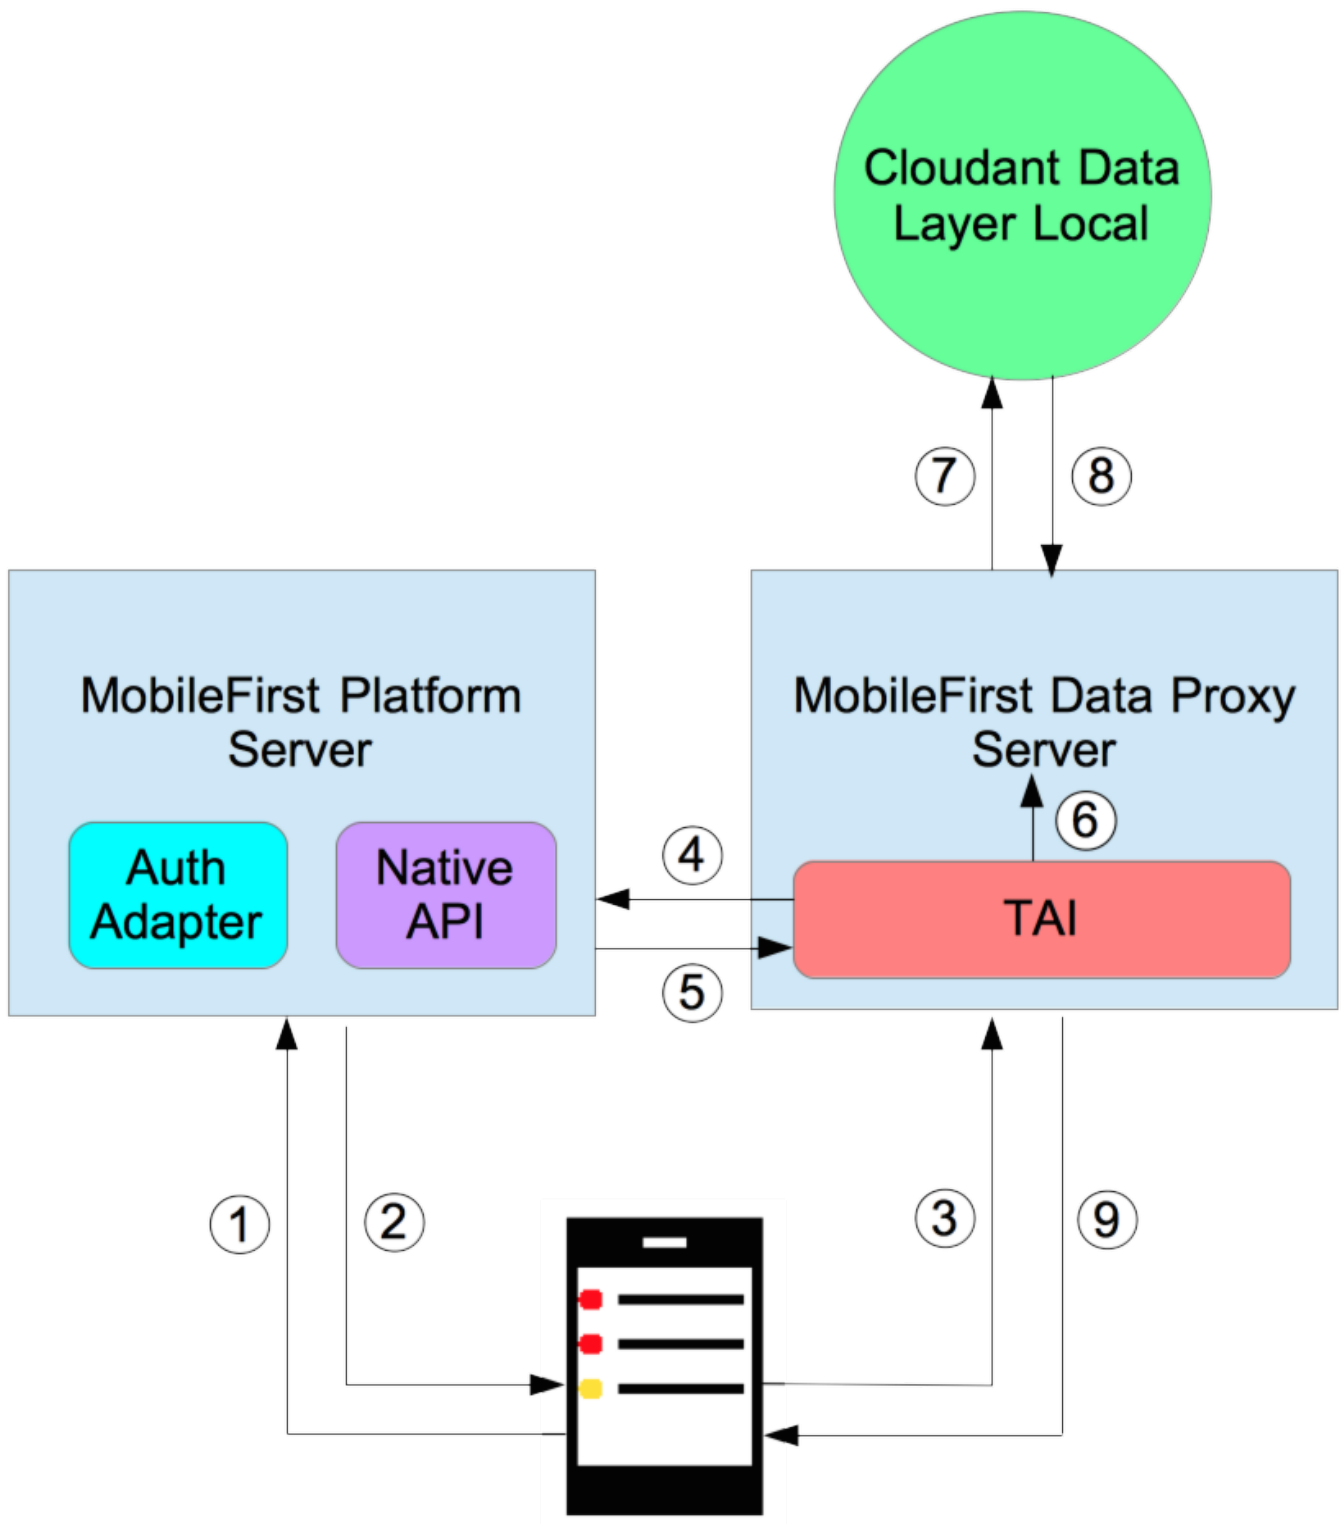 Cloudant Data
Layer Local
7
8
MobileFirst Platform
Server
MobileFirst Data Proxy
Server
Auth
Adapter
Native
API
4
5
6
TAI
1
2
3
9